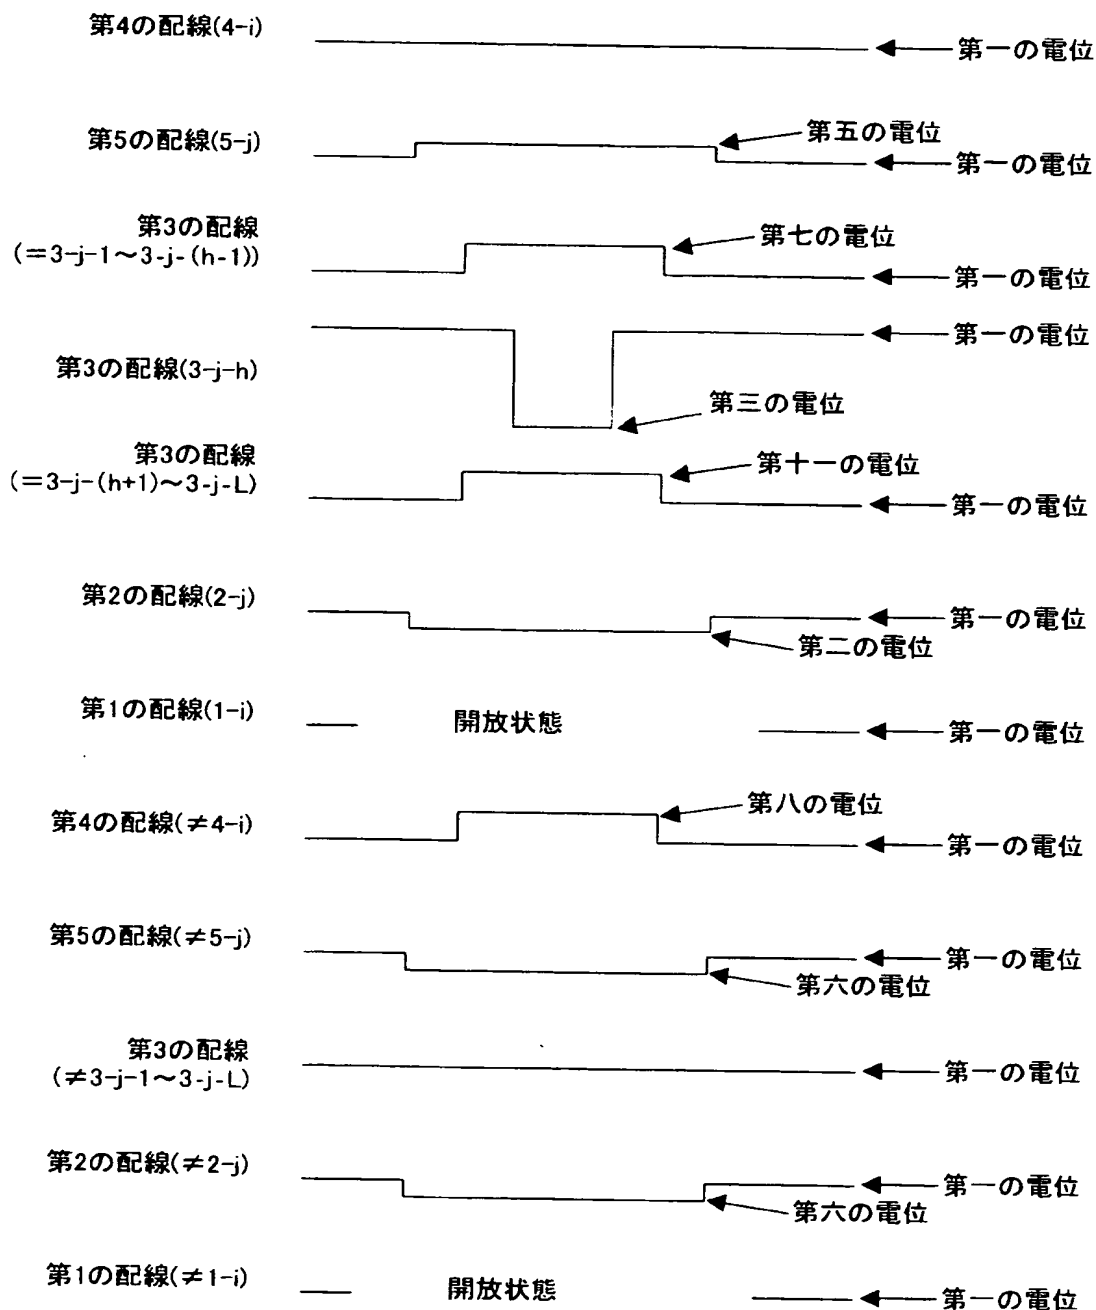 第4の配線(4-i)
第一の電位
第5の配線(5-j)
第五の電位
第一の電位
第3の配線
(=3-j-1～3-j-(h-1))
第七の電位
第一の電位
第一の電位
第3の配線(3-j-h)
第三の電位
第3の配線
(=3-j-(h+1)～3-j-L)
第十一の電位
第一の電位
第2の配線(2-j)
第一の電位
第二の電位
第1の配線(1-i)
開放状態
第一の電位
第4の配線(≠4-i)
第八の電位
第一の電位
第5の配線(≠5-j)
第一の電位
第六の電位
第3の配線
(≠3-j-1～3-j-L)
第一の電位
第2の配線(≠2-j)
第一の電位
第六の電位
第1の配線(≠1-i)
開放状態
第一の電位